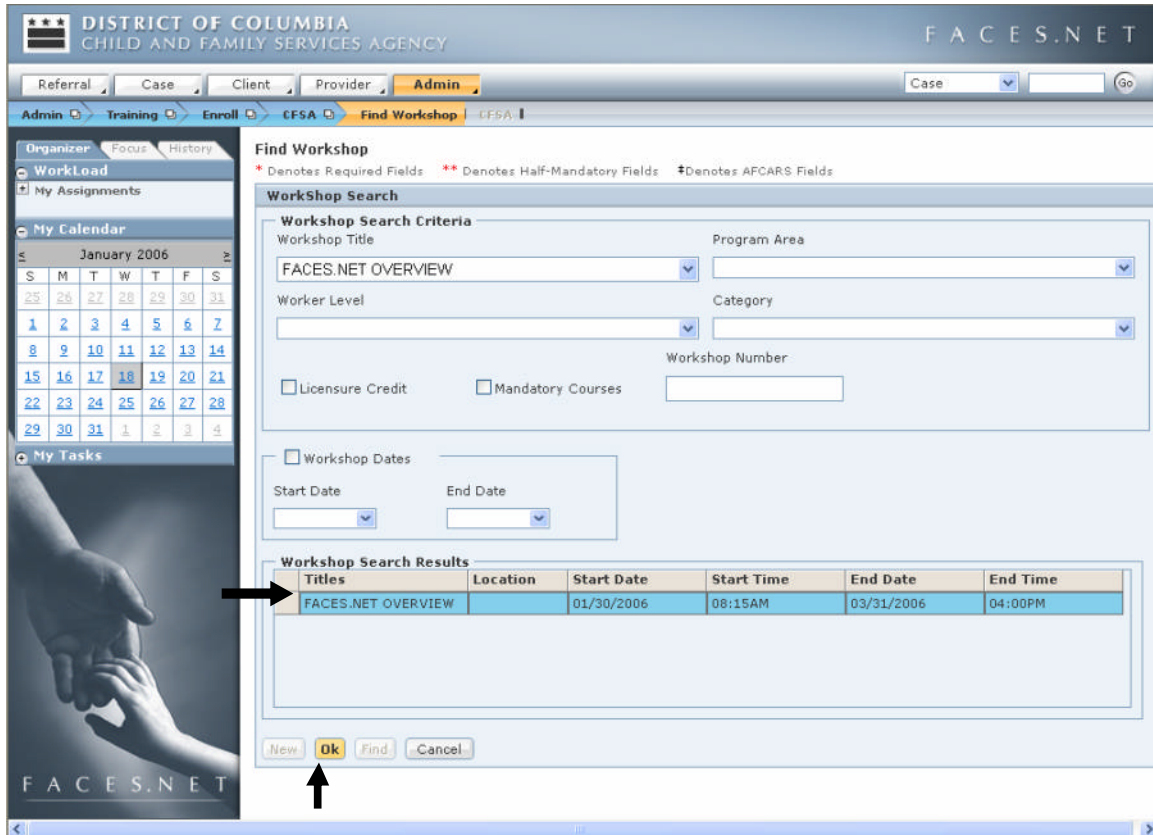 DISTRICT OF COLUMBIA
CHILD AND FAMILY SERVICES AGENCY
FACES.NET
Referral Case Client Provider Admin Case Go
Admin Training Enroll CFSA Find Workshop CFSA
Organizer Focus History
WorkLoad
My Assignments
My Calendar
< January 2006 >
S M T W T F S
25 26 27 28 29 30 31
1 2 3 4 5 6 7
8 9 10 11 12 13 14
15 16 17 18 19 20 21
22 23 24 25 26 27 28
29 30 31 1 2 3 4
My Tasks
FACES.NET
Find Workshop
* Denotes Required Fields ** Denotes Half-Mandatory Fields ‡Denotes AFCARS Fields
WorkShop Search
Workshop Search Criteria
Workshop Title Program Area
FACES.NET OVERVIEW
Worker Level Category
Workshop Number
Licensure Credit Mandatory Courses
Workshop Dates
Start Date End Date
Workshop Search Results
Titles Location Start Date Start Time End Date End Time
FACES.NET OVERVIEW 01/30/2006 08:15AM 03/31/2006 04:00PM
New Ok Find Cancel